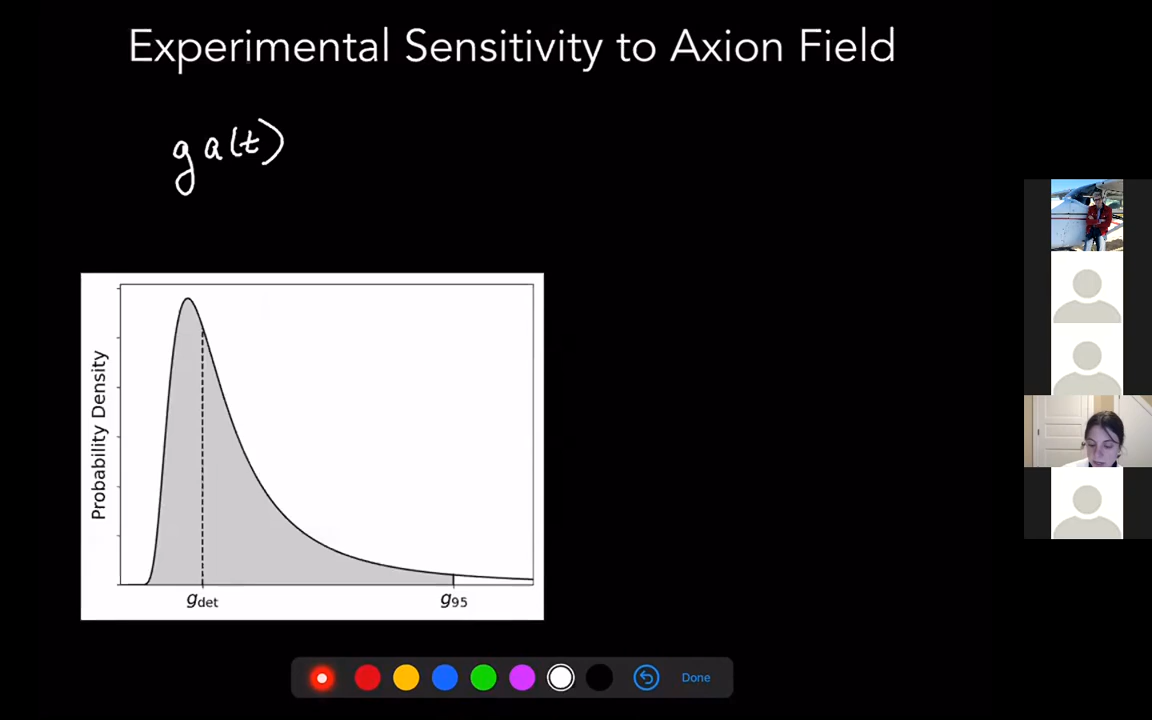 Experimental Sensitivity to Axion Field
g a(t)
Probability Density
g_det
g_95
Done